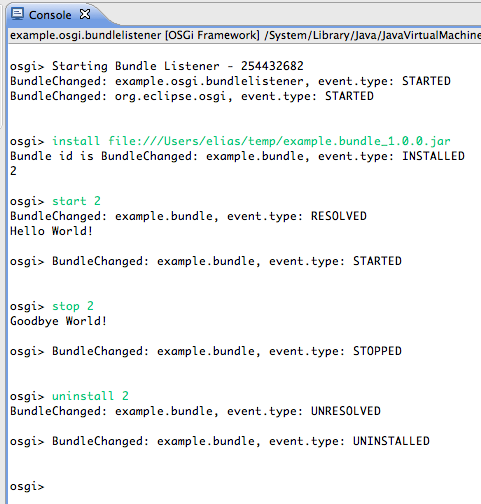 Console
example.osgi.bundlelistener [OSGi Framework] /System/Library/Java/JavaVirtualMachine
osgi> Starting Bundle Listener - 254432682
BundleChanged: example.osgi.bundlelistener, event.type: STARTED
BundleChanged: org.eclipse.osgi, event.type: STARTED
osgi> install file:///Users/elias/temp/example.bundle_1.0.0.jar
Bundle id is BundleChanged: example.bundle, event.type: INSTALLED
2
osgi> start 2
BundleChanged: example.bundle, event.type: RESOLVED
Hello World!
osgi> BundleChanged: example.bundle, event.type: STARTED
osgi> stop 2
Goodbye World!
osgi> BundleChanged: example.bundle, event.type: STOPPED
osgi> uninstall 2
BundleChanged: example.bundle, event.type: UNRESOLVED
osgi> BundleChanged: example.bundle, event.type: UNINSTALLED
osgi>